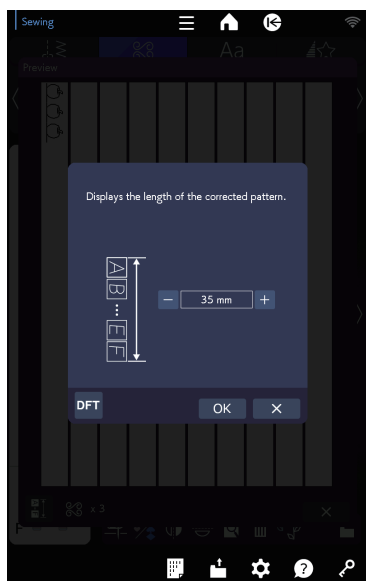 Sewing
Aa
Preview
Displays the length of the corrected pattern.
A
B
E
F
− 35 mm +
DFT
OK ×
× 3 ×